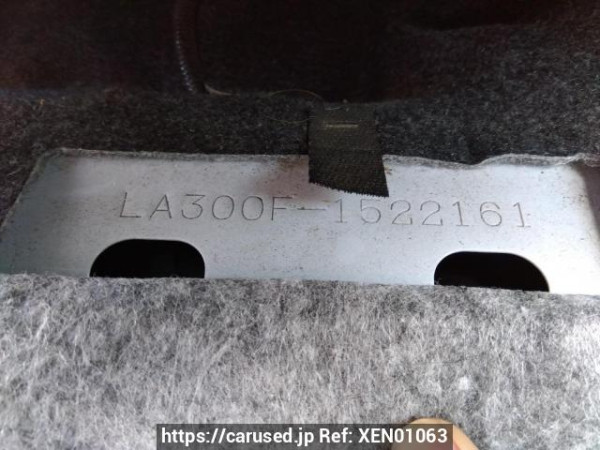 LA300F-1522161
https://carused.jp Ref: XEN01063